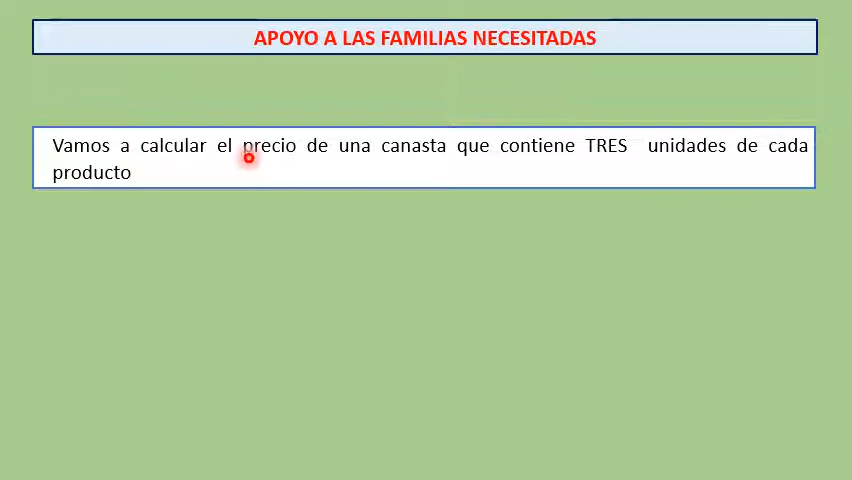 APOYO A LAS FAMILIAS NECESITADAS
Vamos a calcular el precio de una canasta que contiene TRES unidades de cada
producto